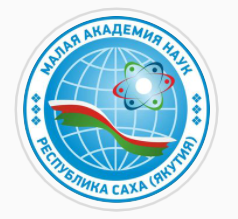 МАЛАЯ АКАДЕМИЯ НАУК
РЕСПУБЛИКА САХА (ЯКУТИЯ)